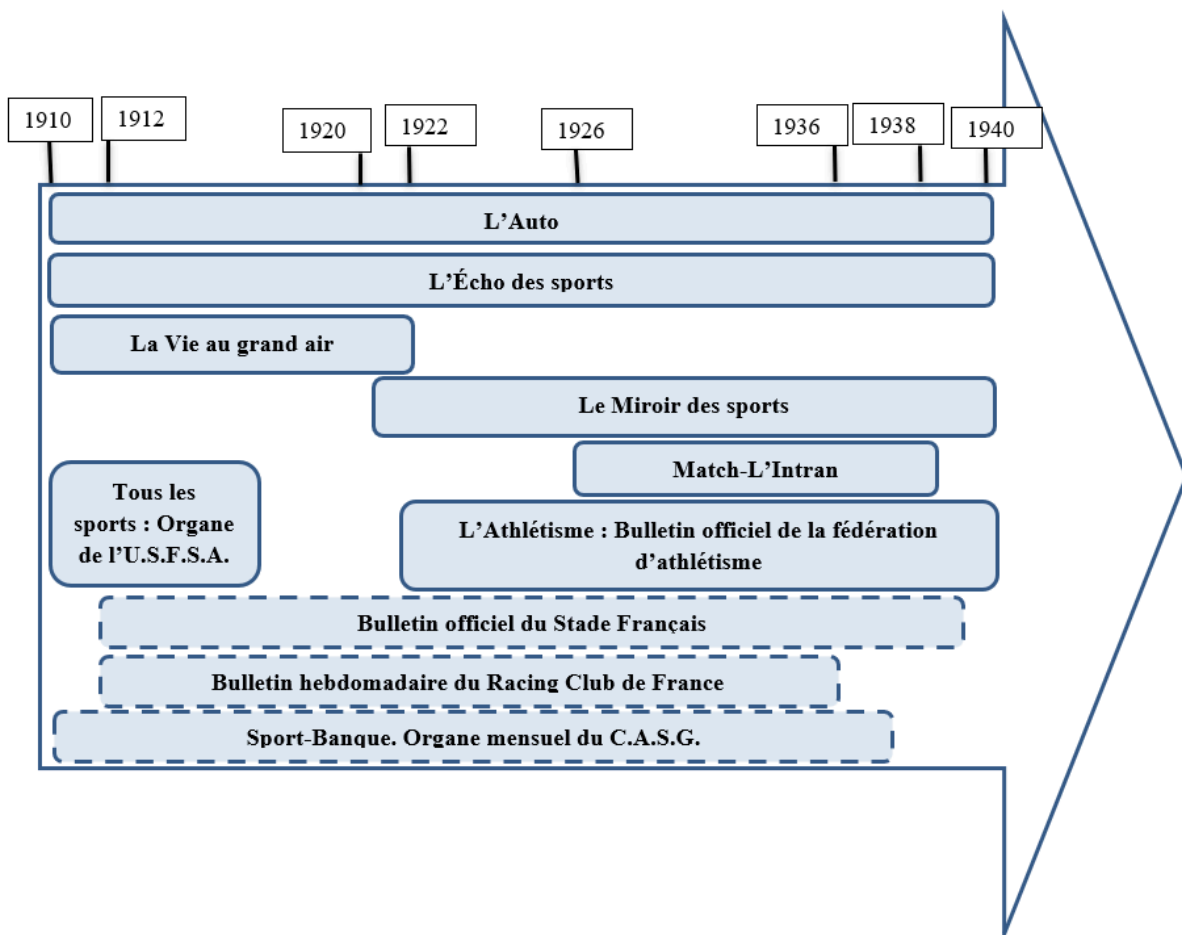 1910
1912
1920
1922
1926
1936
1938
1940
L’Auto
L’Écho des sports
La Vie au grand air
Le Miroir des sports
Match-L’Intran
Tous les
sports : Organe
de l’U.S.F.S.A.
L’Athlétisme : Bulletin officiel de la fédération
d’athlétisme
Bulletin officiel du Stade Français
Bulletin hebdomadaire du Racing Club de France
Sport-Banque. Organe mensuel du C.A.S.G.